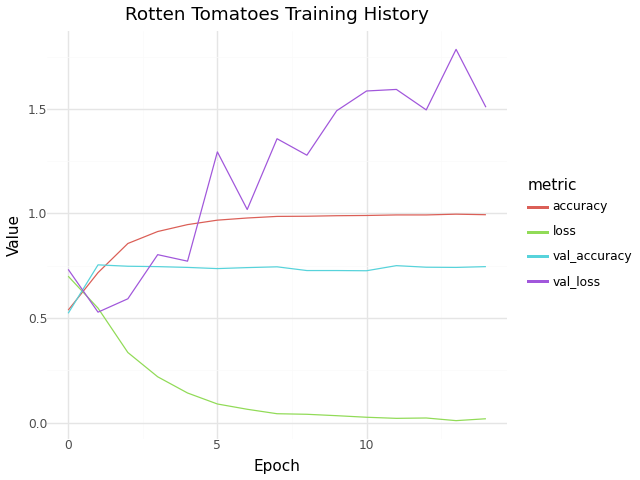 Rotten Tomatoes Training History
Value
1.5
1.0
0.5
0.0
0
5
10
Epoch
metric
accuracy
loss
val_accuracy
val_loss